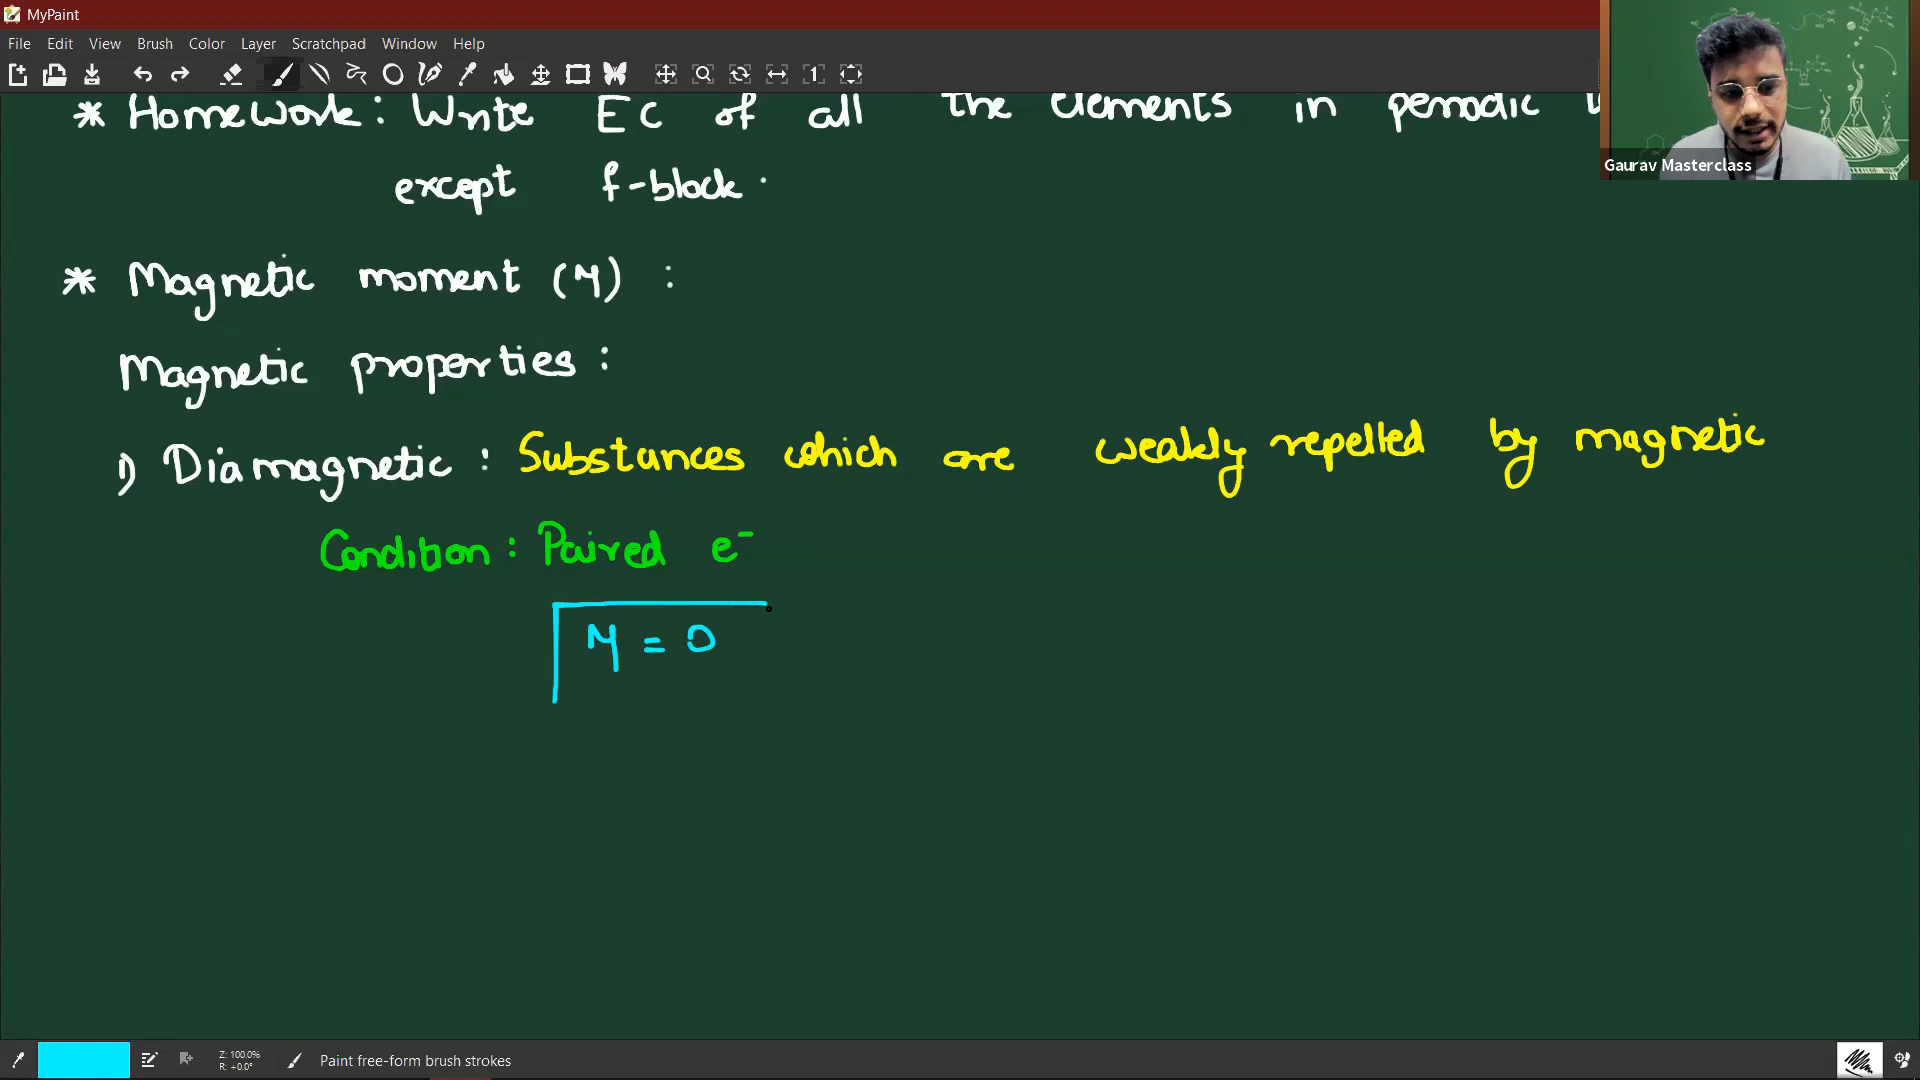 MyPaint
File Edit View Brush Color Layer Scratchpad Window Help
* Homework: Write EC of all the elements in periodic
except f-block.
Gaurav Masterclass
* Magnetic moment (μ) :
Magnetic properties :
1) Diamagnetic : Substances which are weakly repelled by magnetic
Condition : Paired e⁻
μ = 0
Z: 100.0%
R: +0.0°
Paint free-form brush strokes